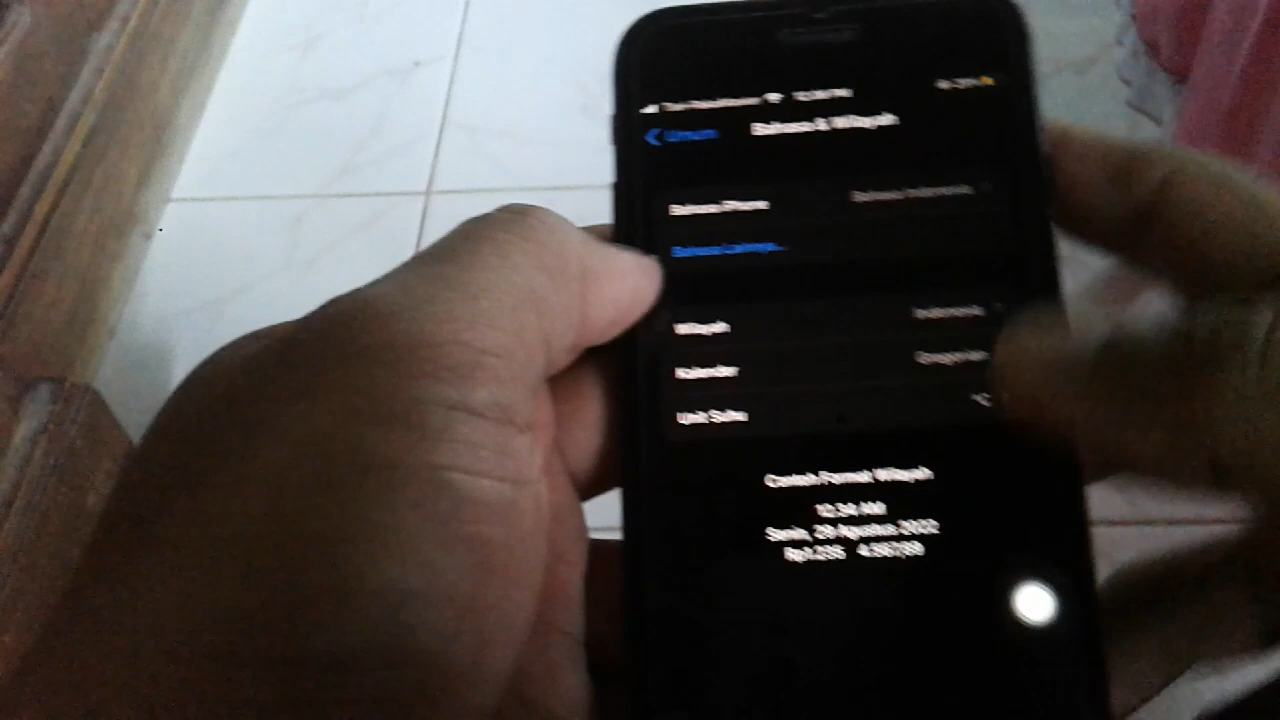 Umum Bahasa & Wilayah
Bahasa iPhone Bahasa Indonesia
Bahasa Lainnya...
Wilayah Indonesia
Kalender Gregorian
Unit Suhu °C
Contoh Format Wilayah
12.34 AM
Senin, 29 Agustus 2022